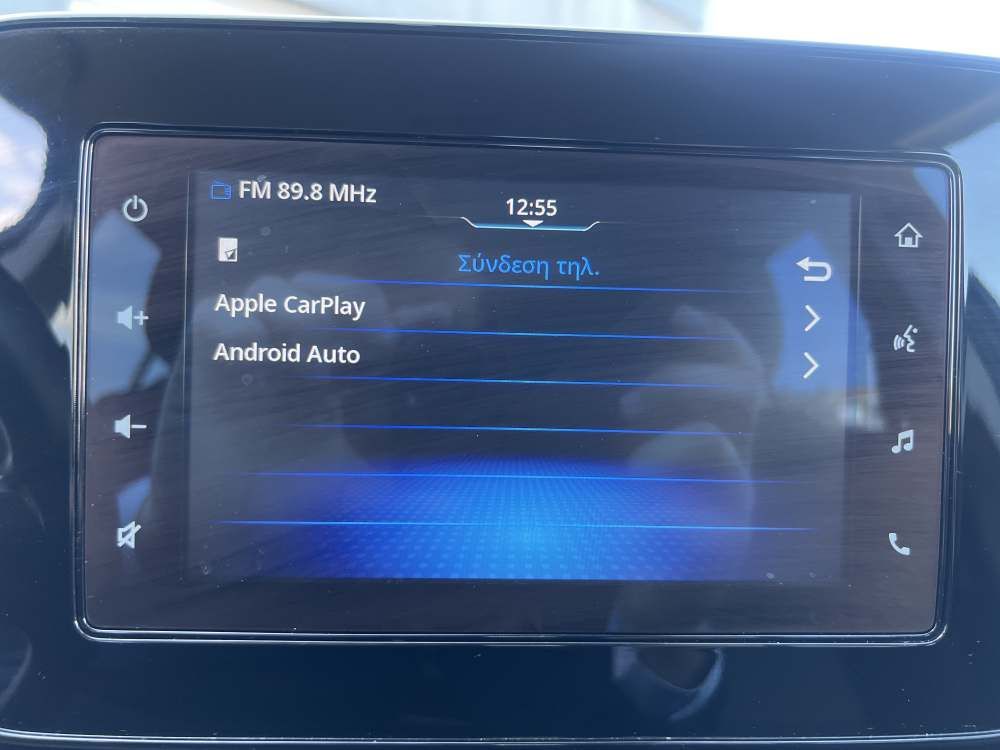 FM 89.8 MHz
12:55
Σύνδεση τηλ.
Apple CarPlay
Android Auto